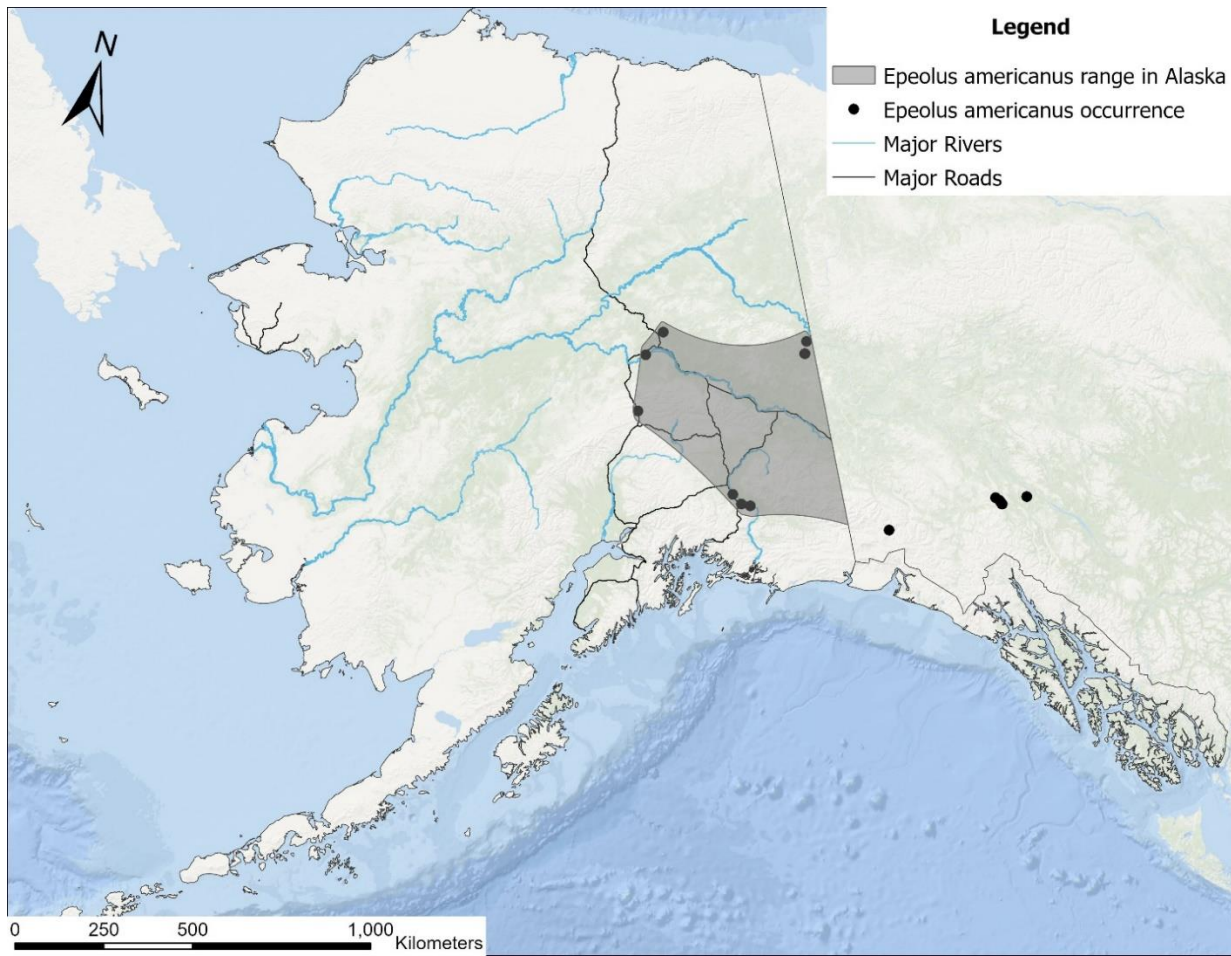 N
Legend
Epeolus americanus range in Alaska
Epeolus americanus occurrence
Major Rivers
Major Roads
0 250 500 1,000
Kilometers